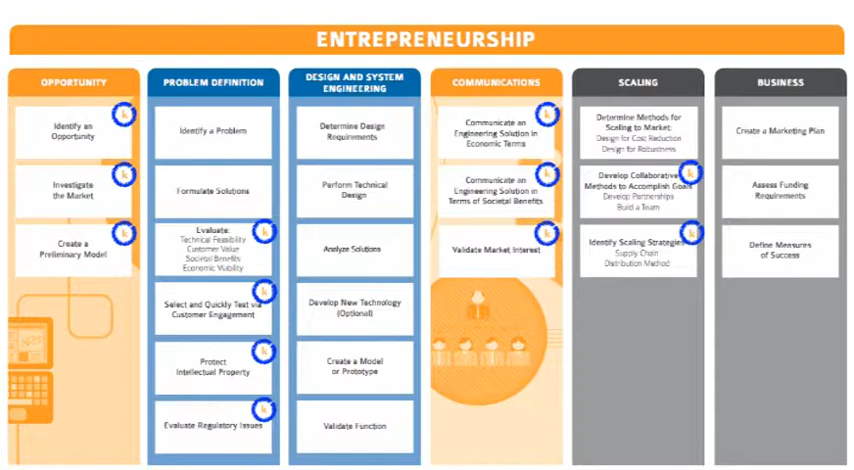 ENTREPRENEURSHIP
OPPORTUNITY
Identify an
Opportunity
k
Investigate
the Market
k
Create a
Preliminary Model
k
PROBLEM DEFINITION
Identify a Problem
Formulate Solutions
Evaluate:
Technical Feasibility
Customer Value
Societal Benefits
Economic Viability
k
Select and Quickly Test via
Customer Engagement
k
Protect
Intellectual Property
k
Evaluate Regulatory Issues
k
DESIGN AND SYSTEM
ENGINEERING
Determine Design
Requirements
Perform Technical
Design
Analyze Solutions
Develop New Technology
(Optional)
Create a Model
or Prototype
Validate Function
COMMUNICATIONS
Communicate an
Engineering Solution in
Economic Terms
k
Communicate an
Engineering Solution in
Terms of Societal Benefits
k
Validate Market Interest
k
SCALING
Determine Methods for
Scaling to Market:
Design for Cost Reduction
Design for Robustness
Develop Collaborative
Methods to Accomplish Goals
Develop Partnerships
Build a Team
k
Identify Scaling Strategies
Supply Chain
Distribution Method
k
BUSINESS
Create a Marketing Plan
Assess Funding
Requirements
Define Measures
of Success